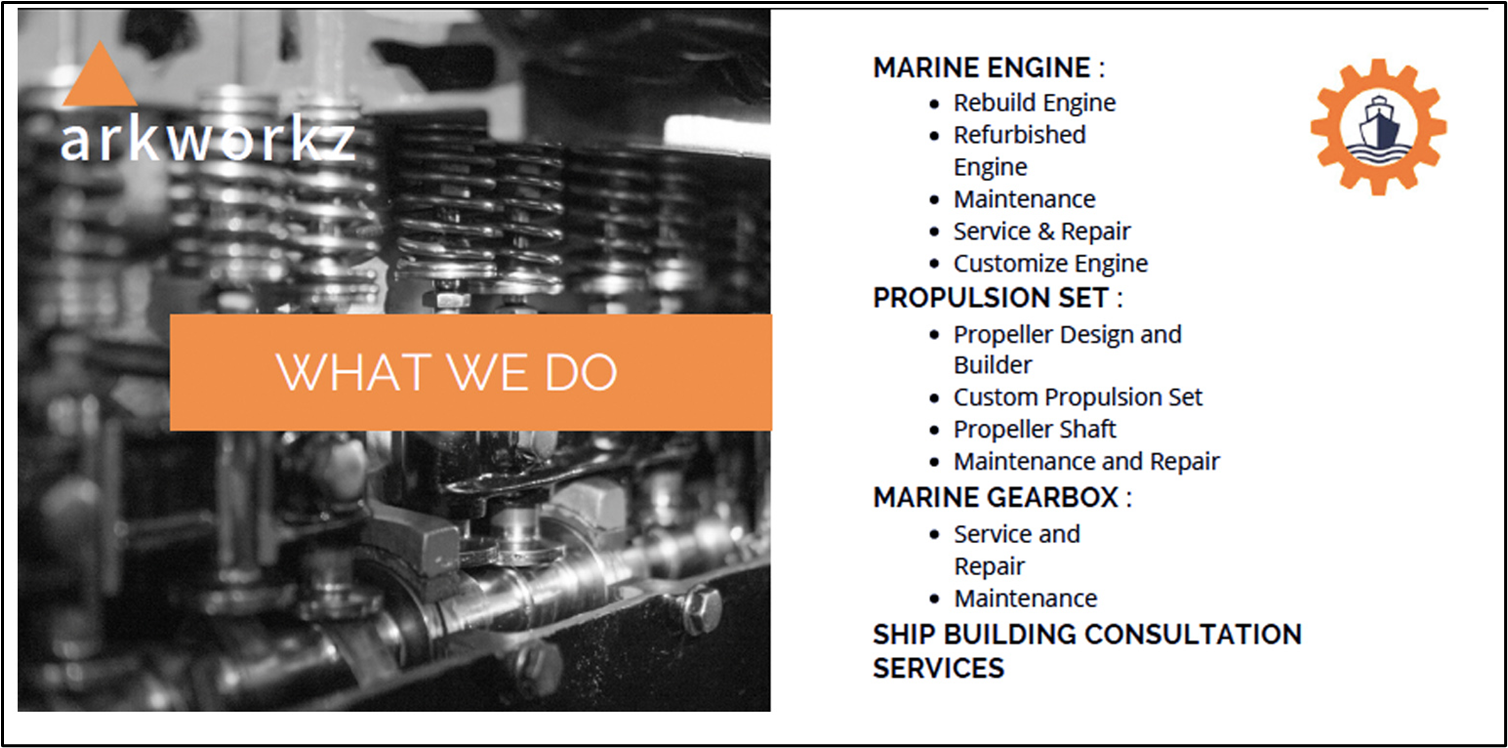 arkworkz
WHAT WE DO
MARINE ENGINE :
• Rebuild Engine
• Refurbished
Engine
• Maintenance
• Service & Repair
• Customize Engine
PROPULSION SET :
• Propeller Design and
Builder
• Custom Propulsion Set
• Propeller Shaft
• Maintenance and Repair
MARINE GEARBOX :
• Service and
Repair
• Maintenance
SHIP BUILDING CONSULTATION
SERVICES